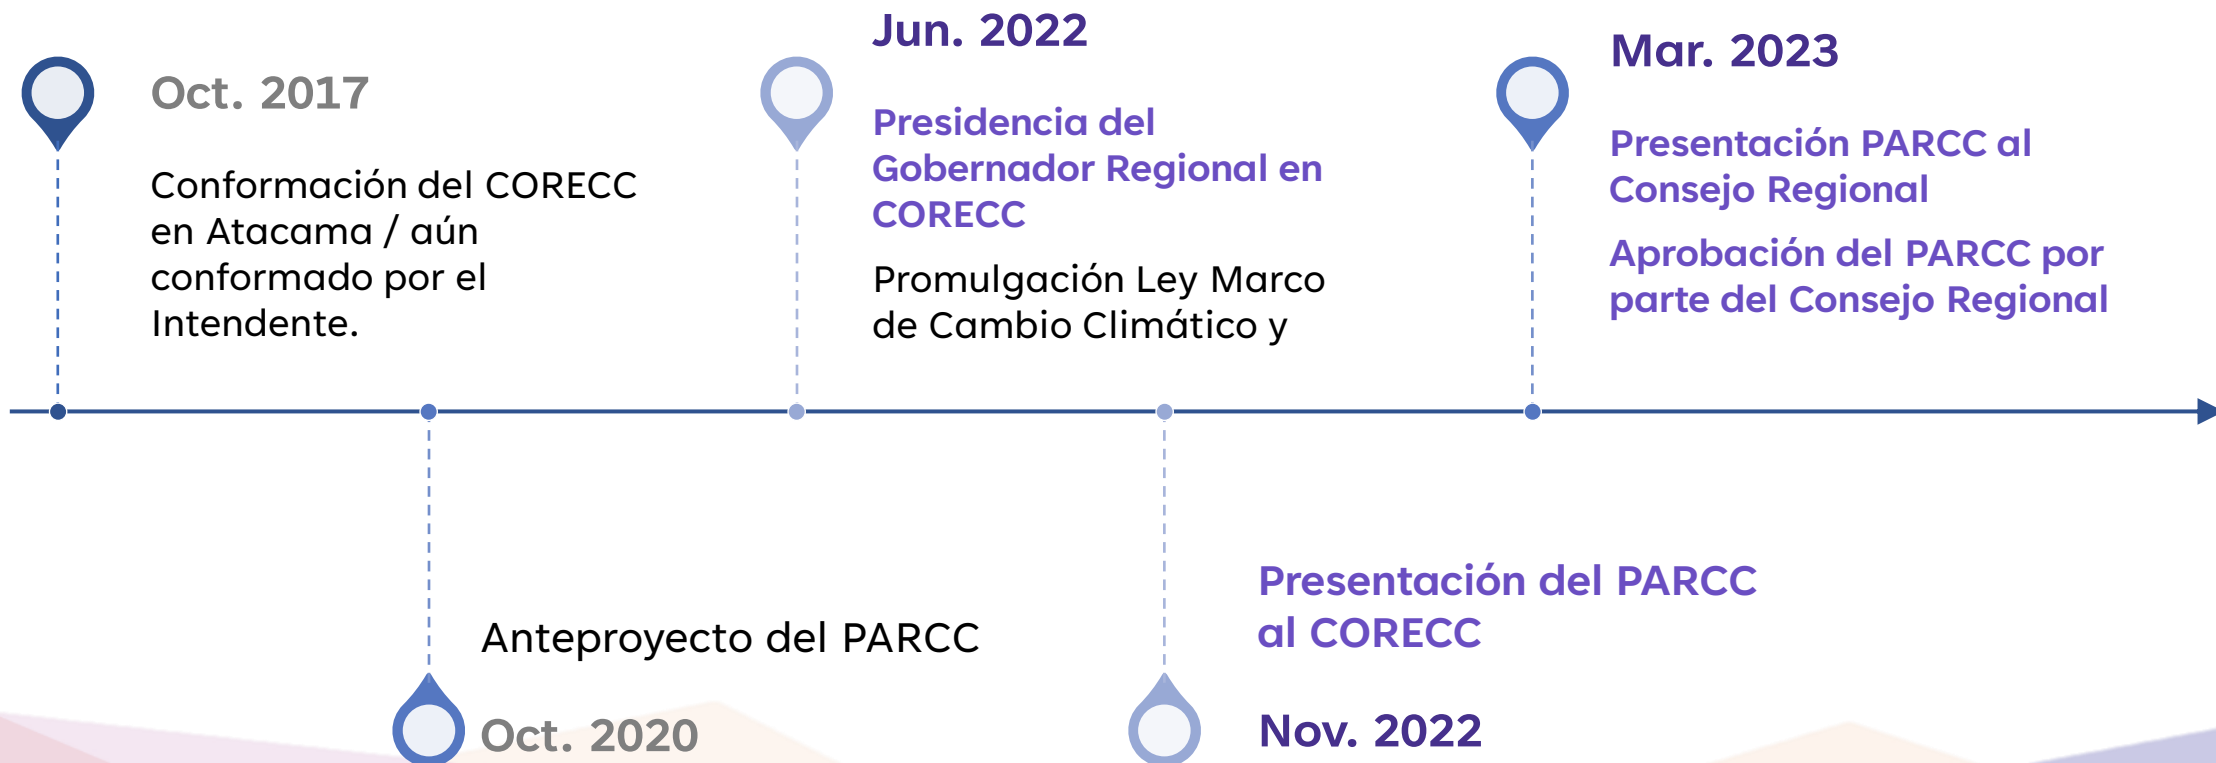 Oct. 2017
Conformación del CORECC
en Atacama / aún
conformado por el
Intendente.
Anteproyecto del PARCC
Oct. 2020
Jun. 2022
Presidencia del
Gobernador Regional en
CORECC
Promulgación Ley Marco
de Cambio Climático y
Presentación del PARCC
al CORECC
Nov. 2022
Mar. 2023
Presentación PARCC al
Consejo Regional
Aprobación del PARCC por
parte del Consejo Regional